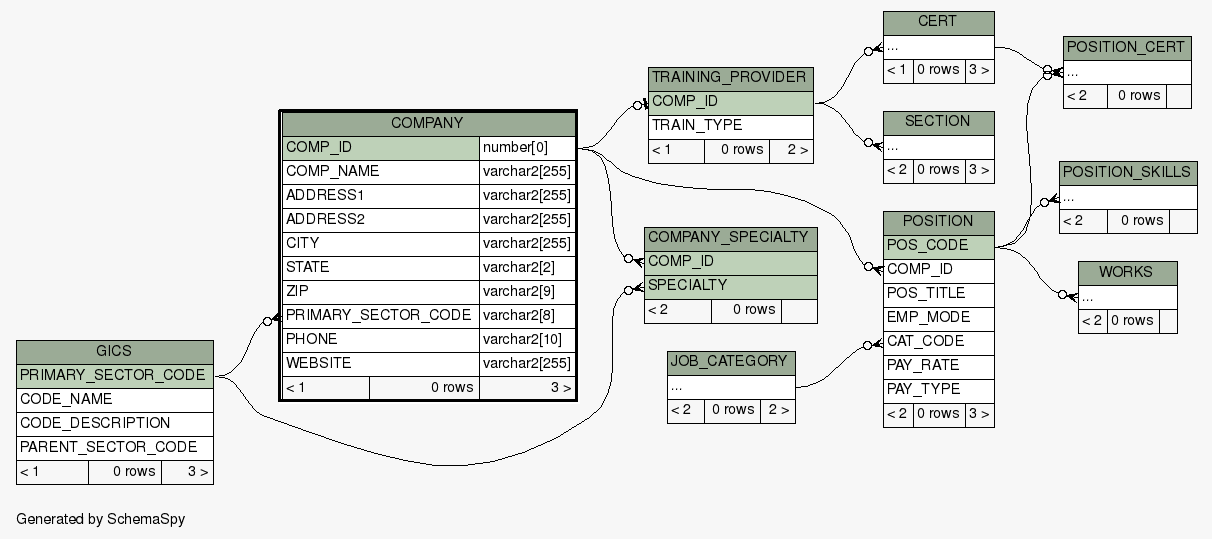 GICS
PRIMARY_SECTOR_CODE
CODE_NAME
CODE_DESCRIPTION
PARENT_SECTOR_CODE
< 1 0 rows 3 >
COMPANY
COMP_ID number[0]
COMP_NAME varchar2[255]
ADDRESS1 varchar2[255]
ADDRESS2 varchar2[255]
CITY varchar2[255]
STATE varchar2[2]
ZIP varchar2[9]
PRIMARY_SECTOR_CODE varchar2[8]
PHONE varchar2[10]
WEBSITE varchar2[255]
< 1 0 rows 3 >
TRAINING_PROVIDER
COMP_ID
TRAIN_TYPE
< 1 0 rows 2 >
COMPANY_SPECIALTY
COMP_ID
SPECIALTY
< 2 0 rows
JOB_CATEGORY
...
< 2 0 rows 2 >
CERT
...
< 1 0 rows 3 >
SECTION
...
< 2 0 rows 3 >
POSITION
POS_CODE
COMP_ID
POS_TITLE
EMP_MODE
CAT_CODE
PAY_RATE
PAY_TYPE
< 2 0 rows 3 >
POSITION_CERT
...
< 2 0 rows
POSITION_SKILLS
...
< 2 0 rows
WORKS
...
< 2 0 rows
Generated by SchemaSpy